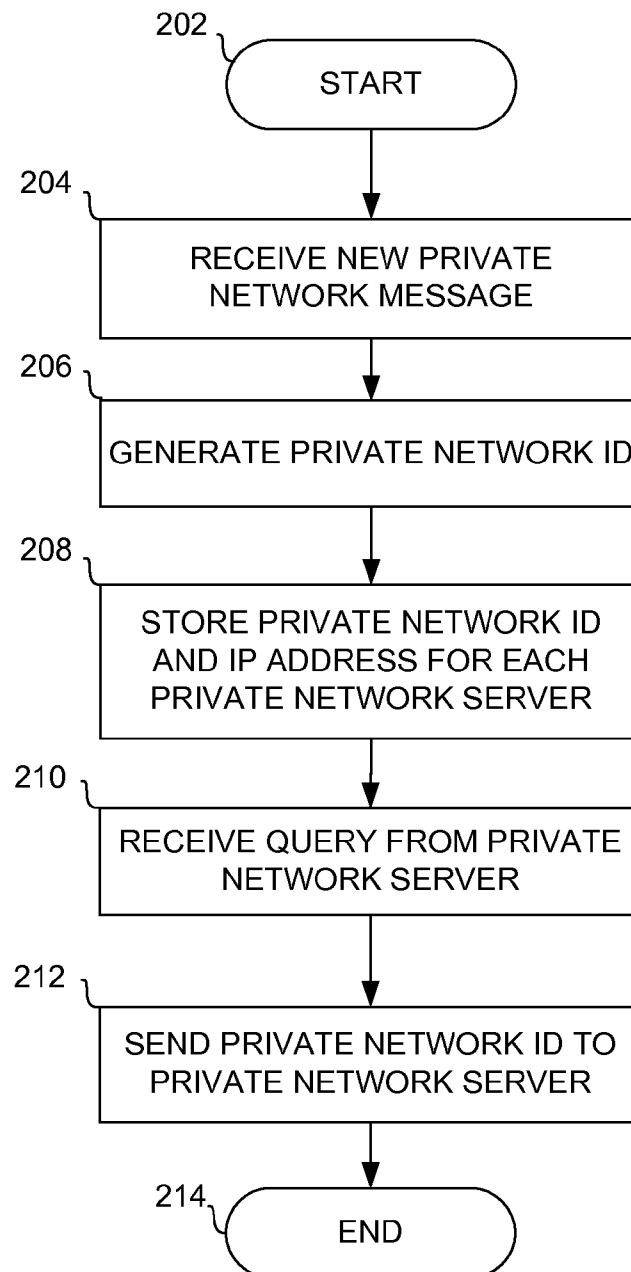 202
START
204
RECEIVE NEW PRIVATE
NETWORK MESSAGE
206
GENERATE PRIVATE NETWORK ID
208
STORE PRIVATE NETWORK ID
AND IP ADDRESS FOR EACH
PRIVATE NETWORK SERVER
210
RECEIVE QUERY FROM PRIVATE
NETWORK SERVER
212
SEND PRIVATE NETWORK ID TO
PRIVATE NETWORK SERVER
214
END